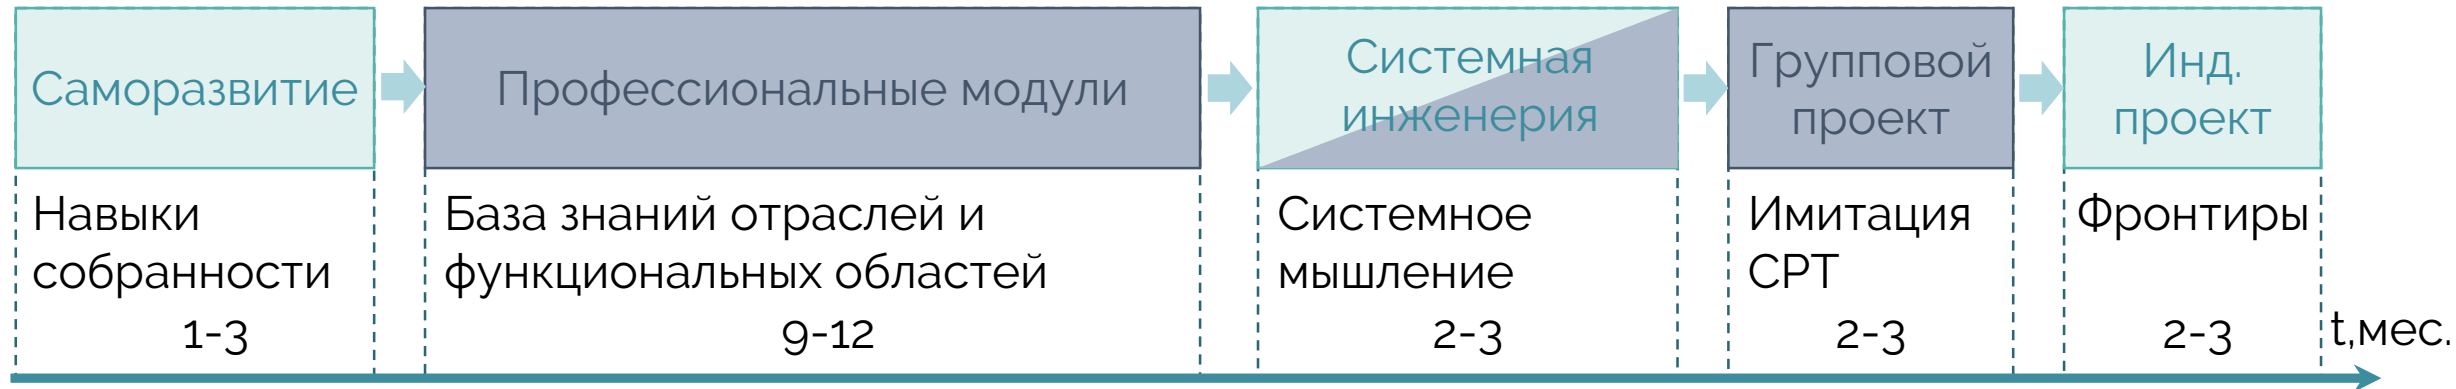 Саморазвитие
Профессиональные модули
Системная
инженерия
Групповой
проект
Инд.
проект
Навыки
собранности
База знаний отраслей и
функциональных областей
Системное
мышление
Имитация
СРТ
Фронтиры
1-3
9-12
2-3
2-3
2-3
t,мес.